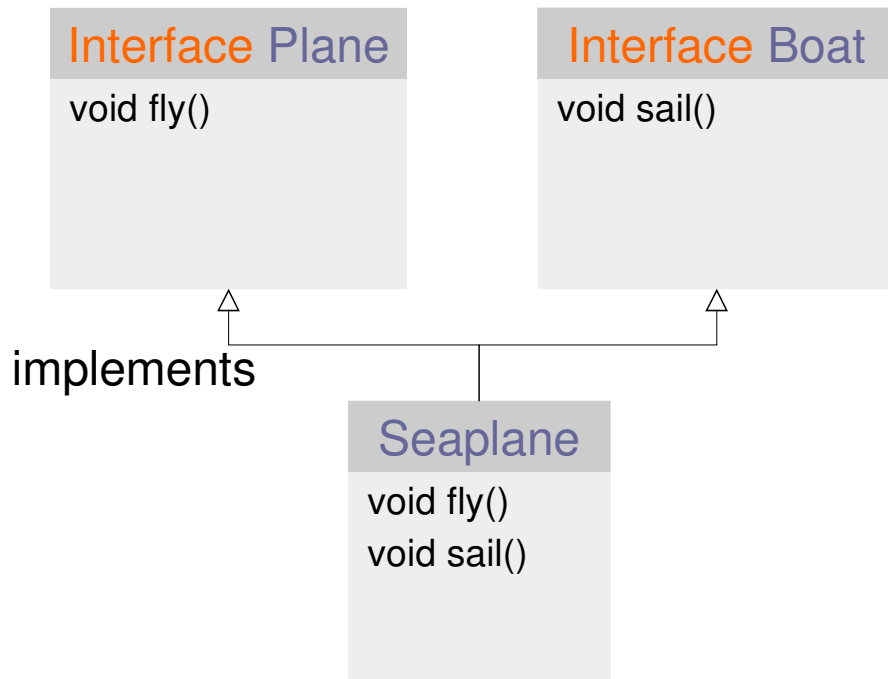 Interface Plane
void fly()
Interface Boat
void sail()
implements
Seaplane
void fly()
void sail()